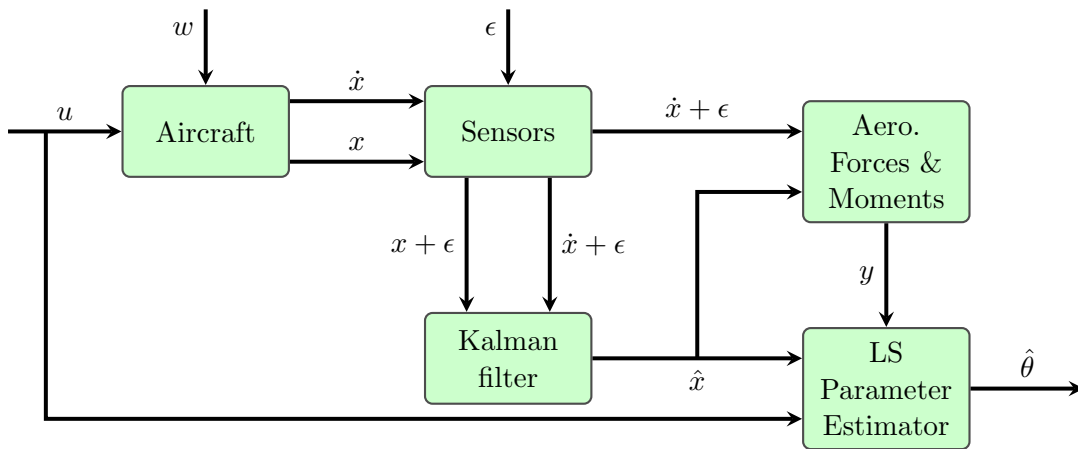 w
ϵ
u
Aircraft
ẋ
x
Sensors
ẋ + ϵ
Aero.
Forces &
Moments
x + ϵ
ẋ + ϵ
y
Kalman
filter
x̂
LS
Parameter
Estimator
θ̂